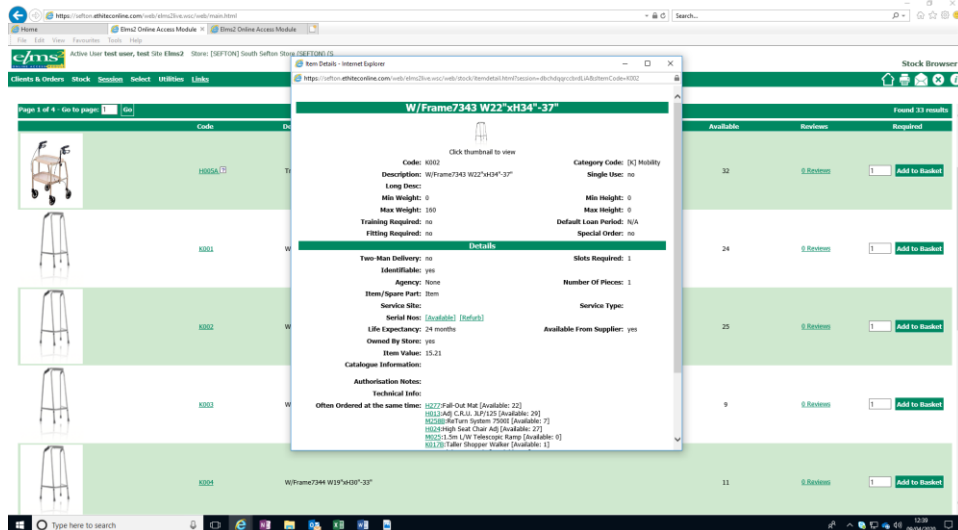 https://sefton.ethiteconline.com/web/elms2live.wsc/web/main.html
Search...
Home
Elms2 Online Access Module
Elms2 Online Access Module
File Edit View Favourites Tools Help
elms2
Active User test user, test Site Elms2 Store: [SEFTON] South Sefton Store [SEFTON] (S
Stock Browser
Clients & Orders Stock Session Select Utilities Links
Page 1 of 4 - Go to page: 1 Go
Found 33 results
Code
De
Available
Reviews
Required
H005A
32
0 Reviews
1
Add to Basket
K001
W
24
0 Reviews
1
Add to Basket
K002
W
25
0 Reviews
1
Add to Basket
K003
W
9
0 Reviews
1
Add to Basket
K004
W/Frame7344 W19"xH30"-33"
11
0 Reviews
1
Add to Basket
Item Details - Internet Explorer
W/Frame7343 W22"xH34"-37"
Click thumbnail to view
Code: K002
Category Code: [K] Mobility
Description: W/Frame7343 W22"xH34"-37"
Single Use: no
Long Desc:
Min Weight: 0
Min Height: 0
Max Weight: 160
Max Height: 0
Training Required: no
Default Loan Period: N/A
Fitting Required: no
Special Order: no
Details
Two-Man Delivery: no
Slots Required: 1
Identifiable: yes
Agency: None
Number Of Pieces: 1
Item/Spare Part: Item
Service Site:
Service Type:
Serial Nos: [Available] [Refurb]
Life Expectancy: 24 months
Available From Supplier: yes
Owned By Store: yes
Item Value: 15.21
Catalogue Information:
Authorisation Notes:
Technical Info:
Often Ordered at the same time: H277:Fall-Out Mat [Available: 22]
H013:Adj C.R.U. JLP/125 [Available: 29]
M258B:ReTurn System 7500I [Available: 7]
H024:High Seat Chair Adj [Available: 27]
M025:1.5m L/W Telescopic Ramp [Available: 0]
K017B:Taller Shopper Walker [Available: 1]
Type here to search
12:39
09/04/2020